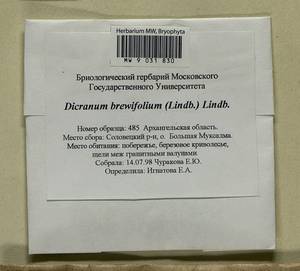 Herbarium MW, Bryophyta
MW 9 031 830
Бриологический гербарий Московского
Государственного Университета
Dicranum brewifolium (Lindb.) Lindb.
Номер образца: 485 Архангельская область.
Место сбора: Соловецкий р-н, о. Большая Муксалма.
Место обитания: побережье, березовое криволесье,
щели меж гранитными валунами
Собрала: 14.07.98 Чуракова Е.Ю.
Определила: Игнатова Е.А.